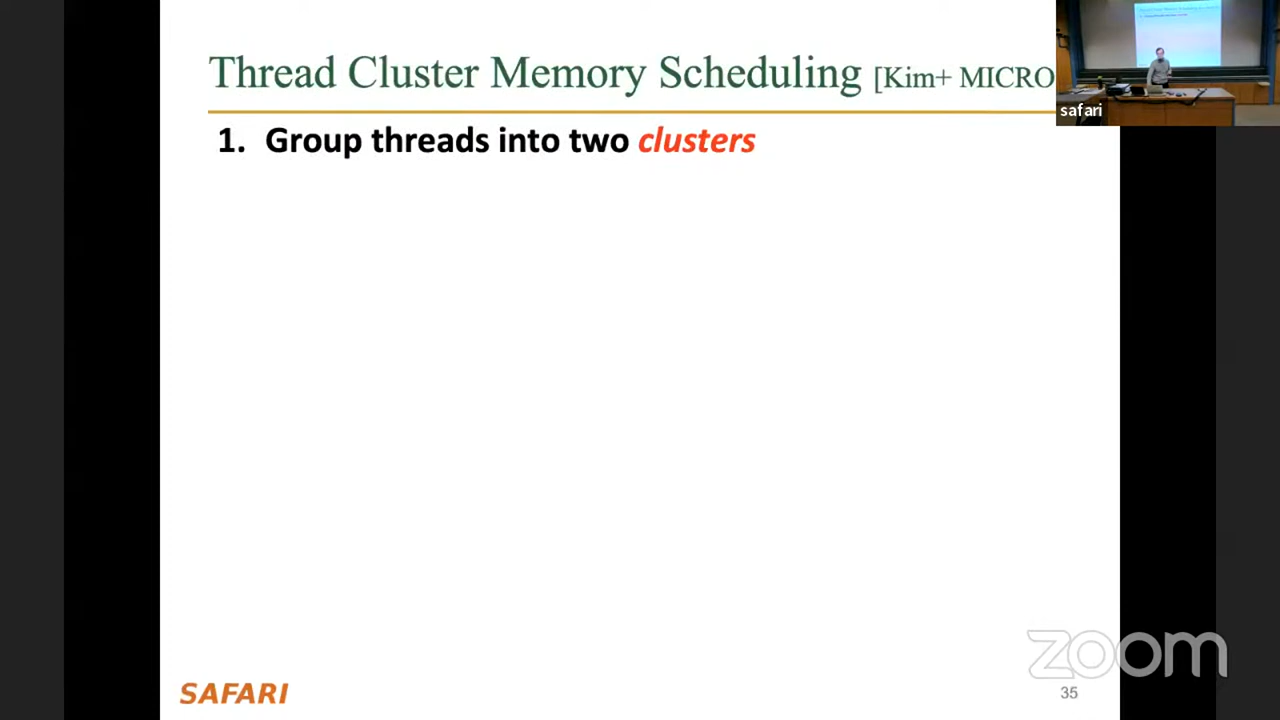 Thread Cluster Memory Scheduling [Kim+ MICRO
safari
1. Group threads into two clusters
SAFARI
zoom
35